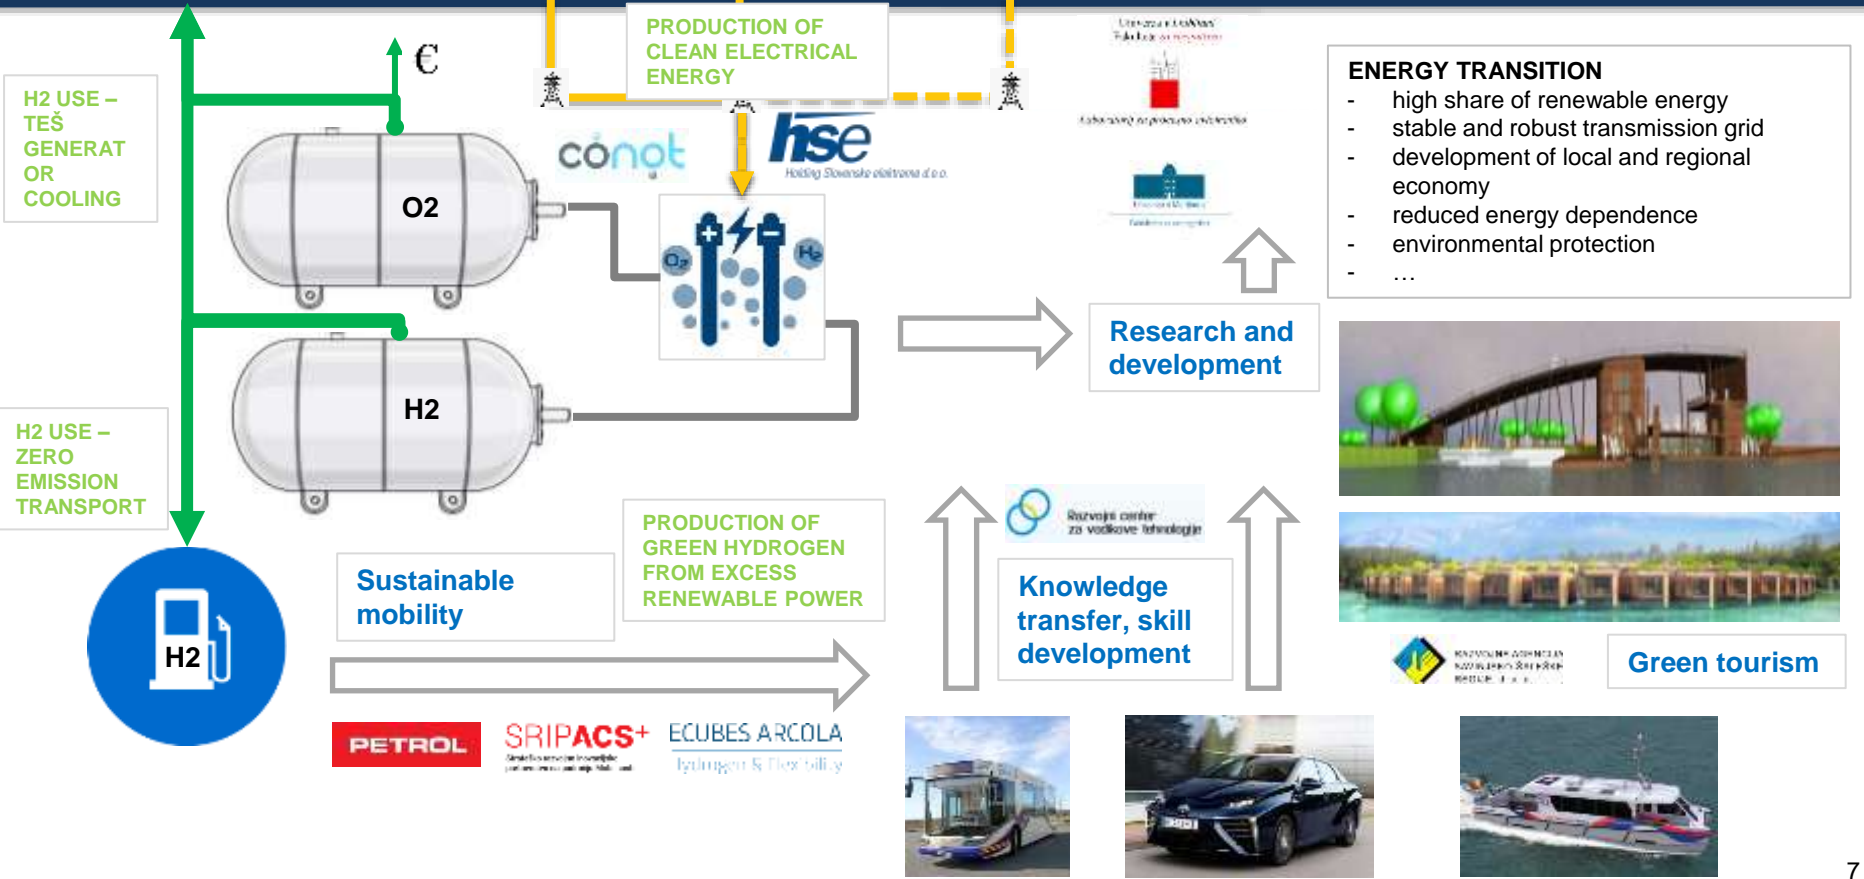 PRODUCTION OF
CLEAN ELECTRICAL
ENERGY
€
H2 USE –
TEŠ
GENERAT
OR
COOLING
conot
hse
Holding Slovenske elektrarne d.o.o.
O2
O₂
H₂
H2
ENERGY TRANSITION
- high share of renewable energy
- stable and robust transmission grid
- development of local and regional
economy
- reduced energy dependence
- environmental protection
- …
Research and
development
H2 USE –
ZERO
EMISSION
TRANSPORT
PRODUCTION OF
GREEN HYDROGEN
FROM EXCESS
RENEWABLE POWER
Razvojni center
za vodikove tehnologije
Sustainable
mobility
Knowledge
transfer, skill
development
H2
Green tourism
PETROL
SRIPACS+
ECUBES ARCOLA
Hydrogen & Flexibility
7